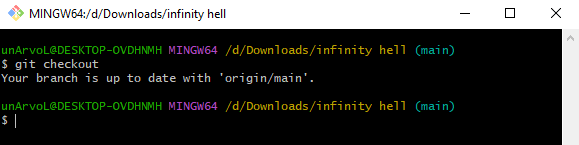 MINGW64:/d/Downloads/infinity hell
unArvoL@DESKTOP-OVDHNMH MINGW64 /d/Downloads/infinity hell (main)
$ git checkout
Your branch is up to date with 'origin/main'.
unArvoL@DESKTOP-OVDHNMH MINGW64 /d/Downloads/infinity hell (main)
$